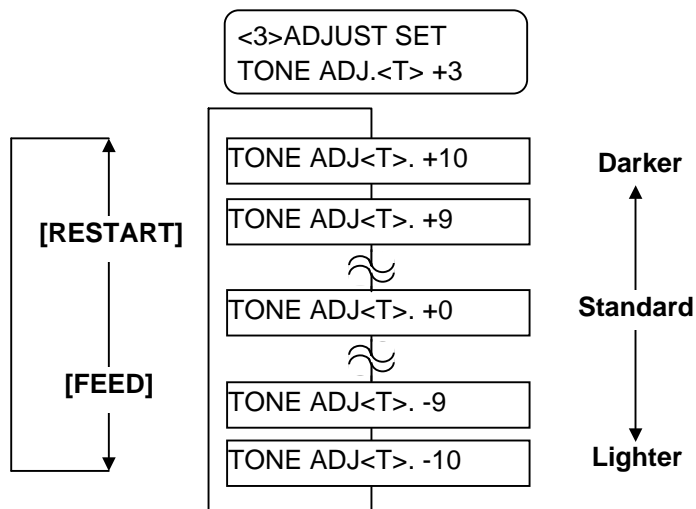 <3>ADJUST SET
TONE ADJ.<T> +3
TONE ADJ<T>. +10
Darker
TONE ADJ<T>. +9
[RESTART]
TONE ADJ<T>. +0
Standard
[FEED]
TONE ADJ<T>. -9
TONE ADJ<T>. -10
Lighter